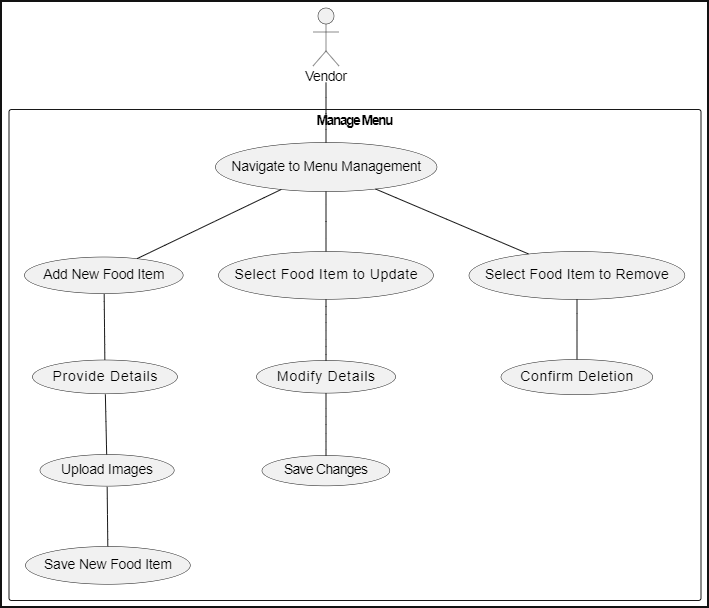 Vendor
Manage Menu
Navigate to Menu Management
Add New Food Item
Select Food Item to Update
Select Food Item to Remove
Provide Details
Modify Details
Confirm Deletion
Upload Images
Save Changes
Save New Food Item